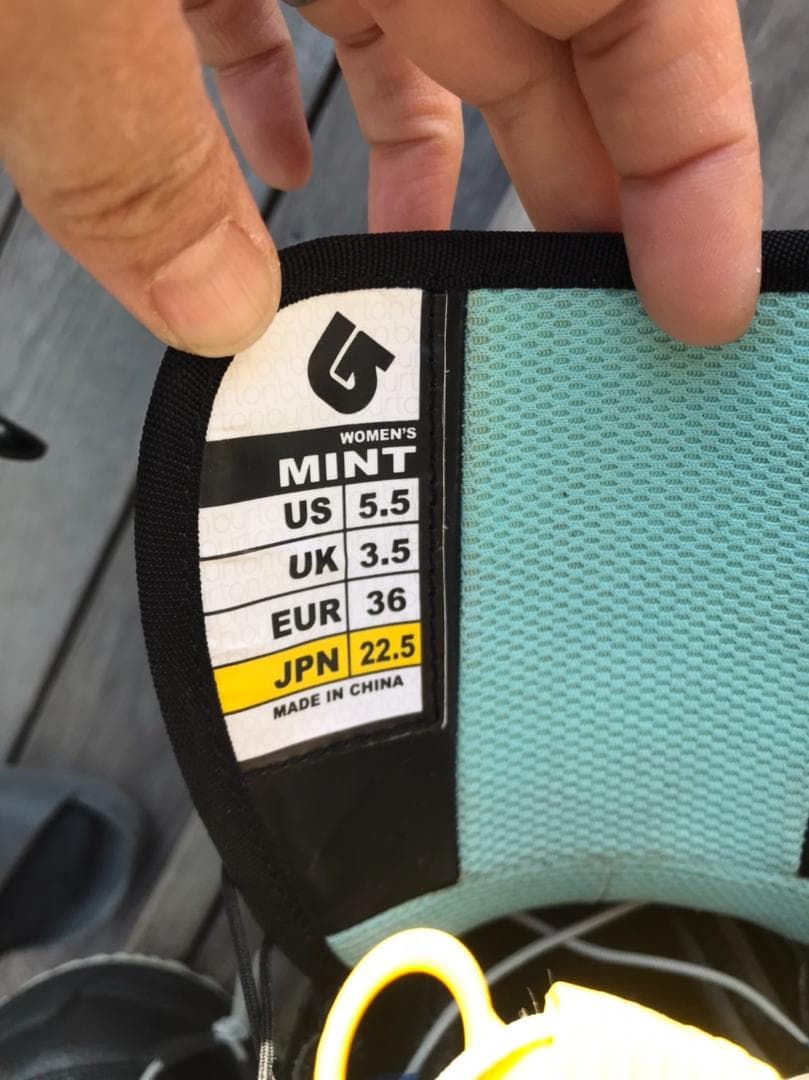 WOMEN'S
MINT
US 5.5
UK 3.5
EUR 36
JPN 22.5
MADE IN CHINA